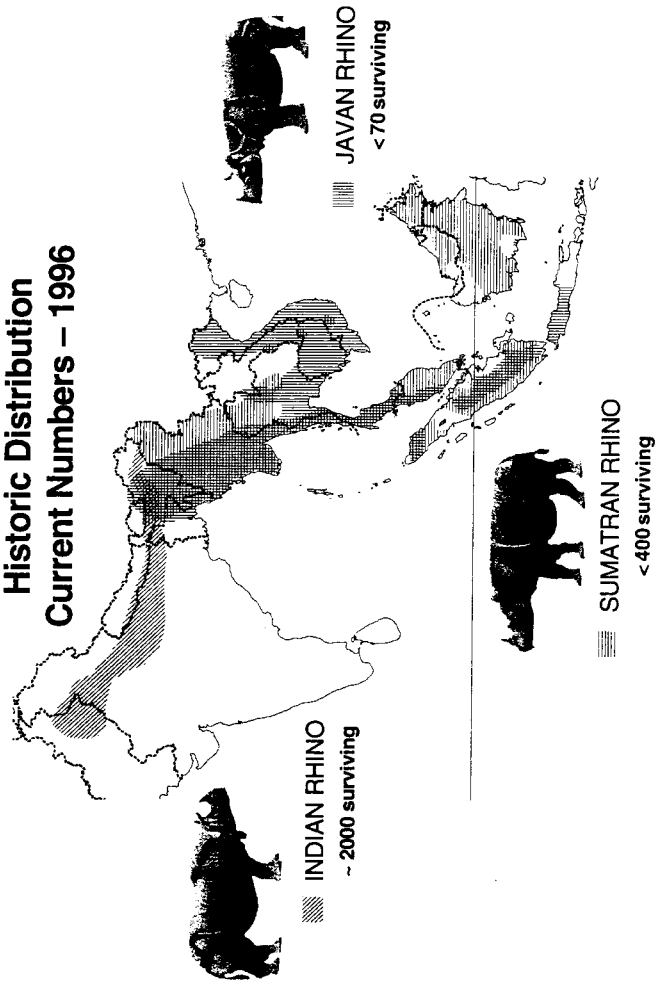 Historic Distribution
Current Numbers – 1996
INDIAN RHINO
~ 2000 surviving
SUMATRAN RHINO
<400 surviving
JAVAN RHINO
<70 surviving